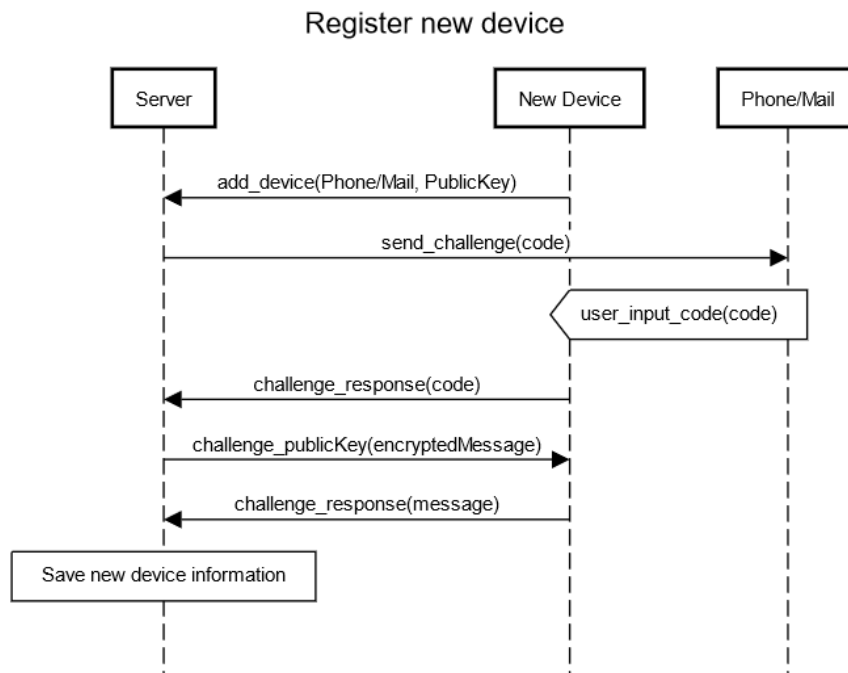 Register new device
Server
New Device
Phone/Mail
add_device(Phone/Mail, PublicKey)
send_challenge(code)
user_input_code(code)
challenge_response(code)
challenge_publicKey(encryptedMessage)
challenge_response(message)
Save new device information